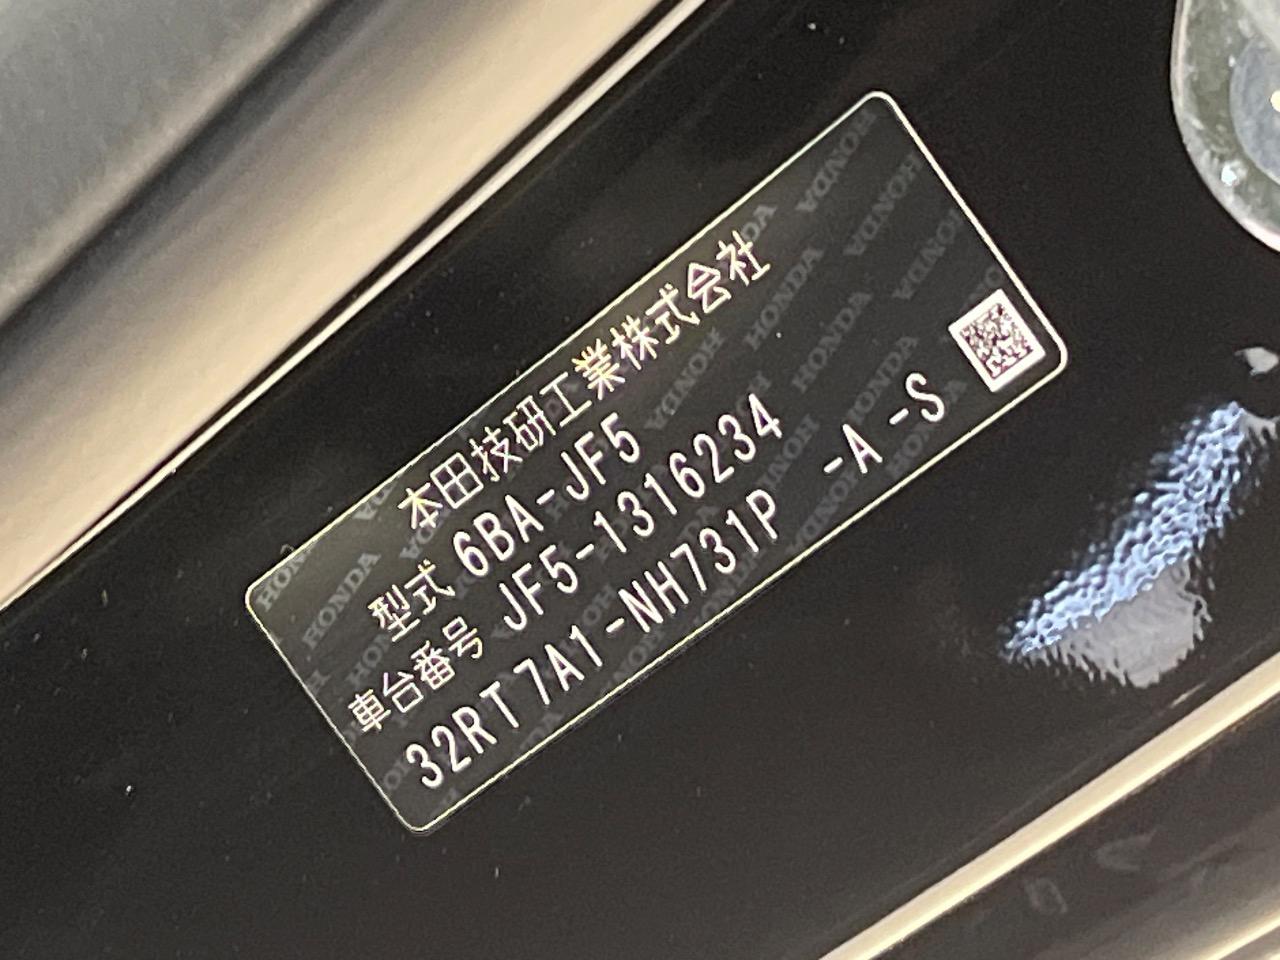 本田技研工業株式会社
型式 6BA-JF5
車台番号 JF5-1316234
32RT7A1-NH731P -A -S